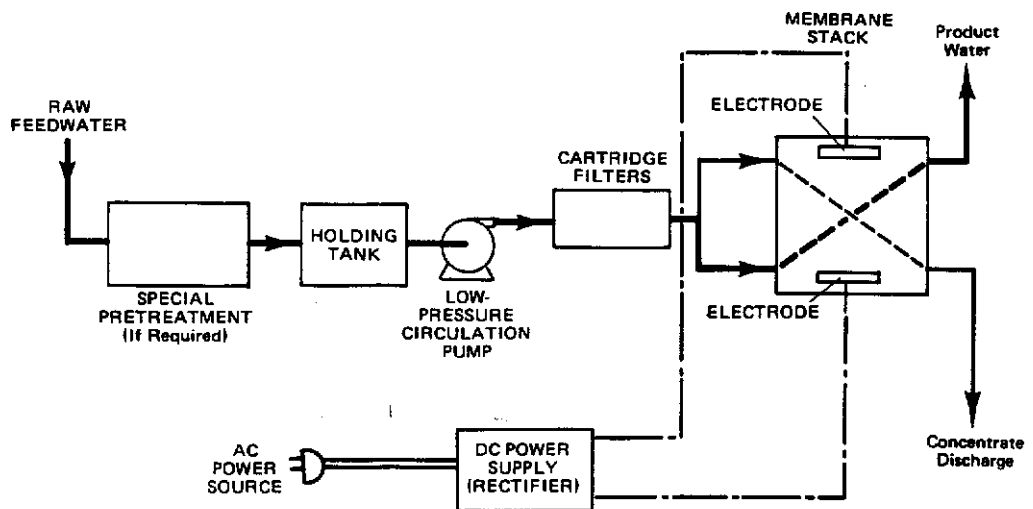 RAW
FEEDWATER
SPECIAL
PRETREATMENT
(If Required)
HOLDING
TANK
LOW-
PRESSURE
CIRCULATION
PUMP
CARTRIDGE
FILTERS
MEMBRANE
STACK
ELECTRODE
ELECTRODE
Product
Water
Concentrate
Discharge
AC
POWER
SOURCE
DC POWER
SUPPLY
(RECTIFIER)